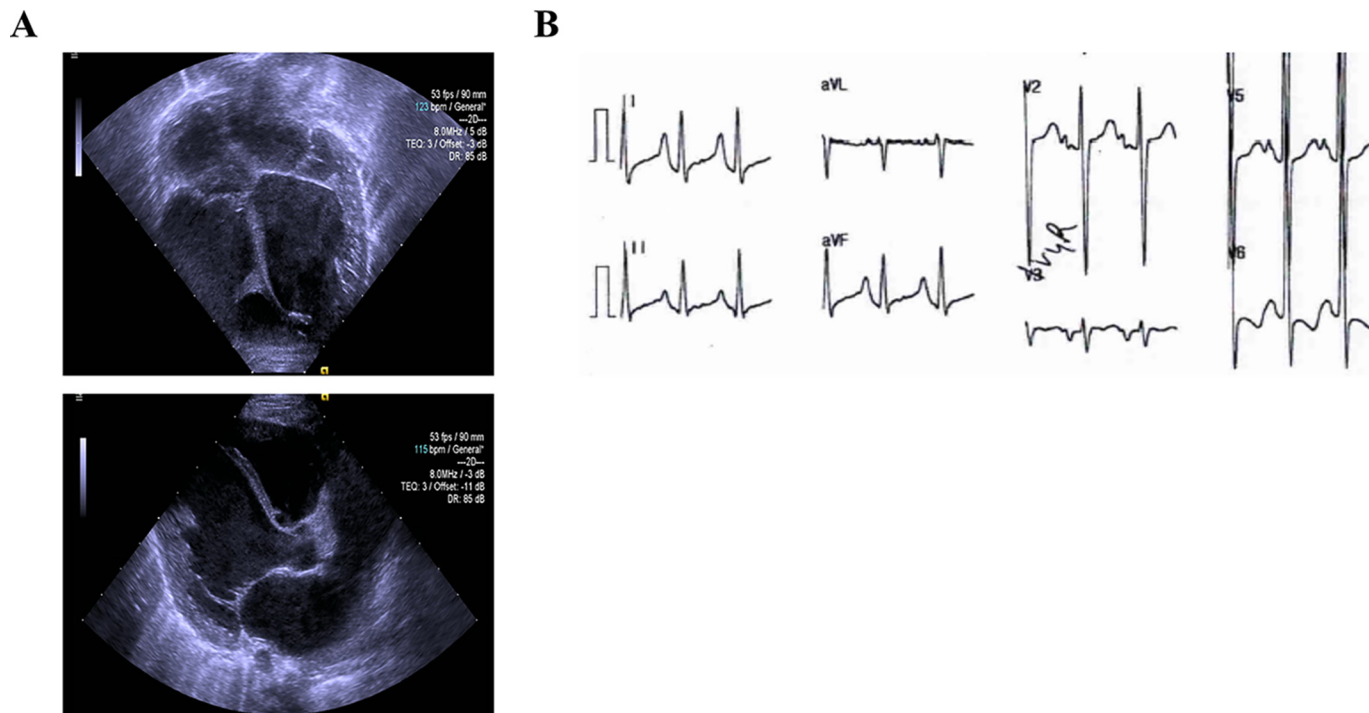 A
53 fps / 90 mm
123 bpm / General*
---2D---
8.0MHz / 5 dB
TEQ: 3 / Offset: -3 dB
DR: 85 dB
53 fps / 90 mm
115 bpm / General*
---2D---
8.0MHz / -3 dB
TEQ: 3 / Offset: -11 dB
DR: 85 dB
B
I
II
aVL
aVF
V2
V3
V5
V6